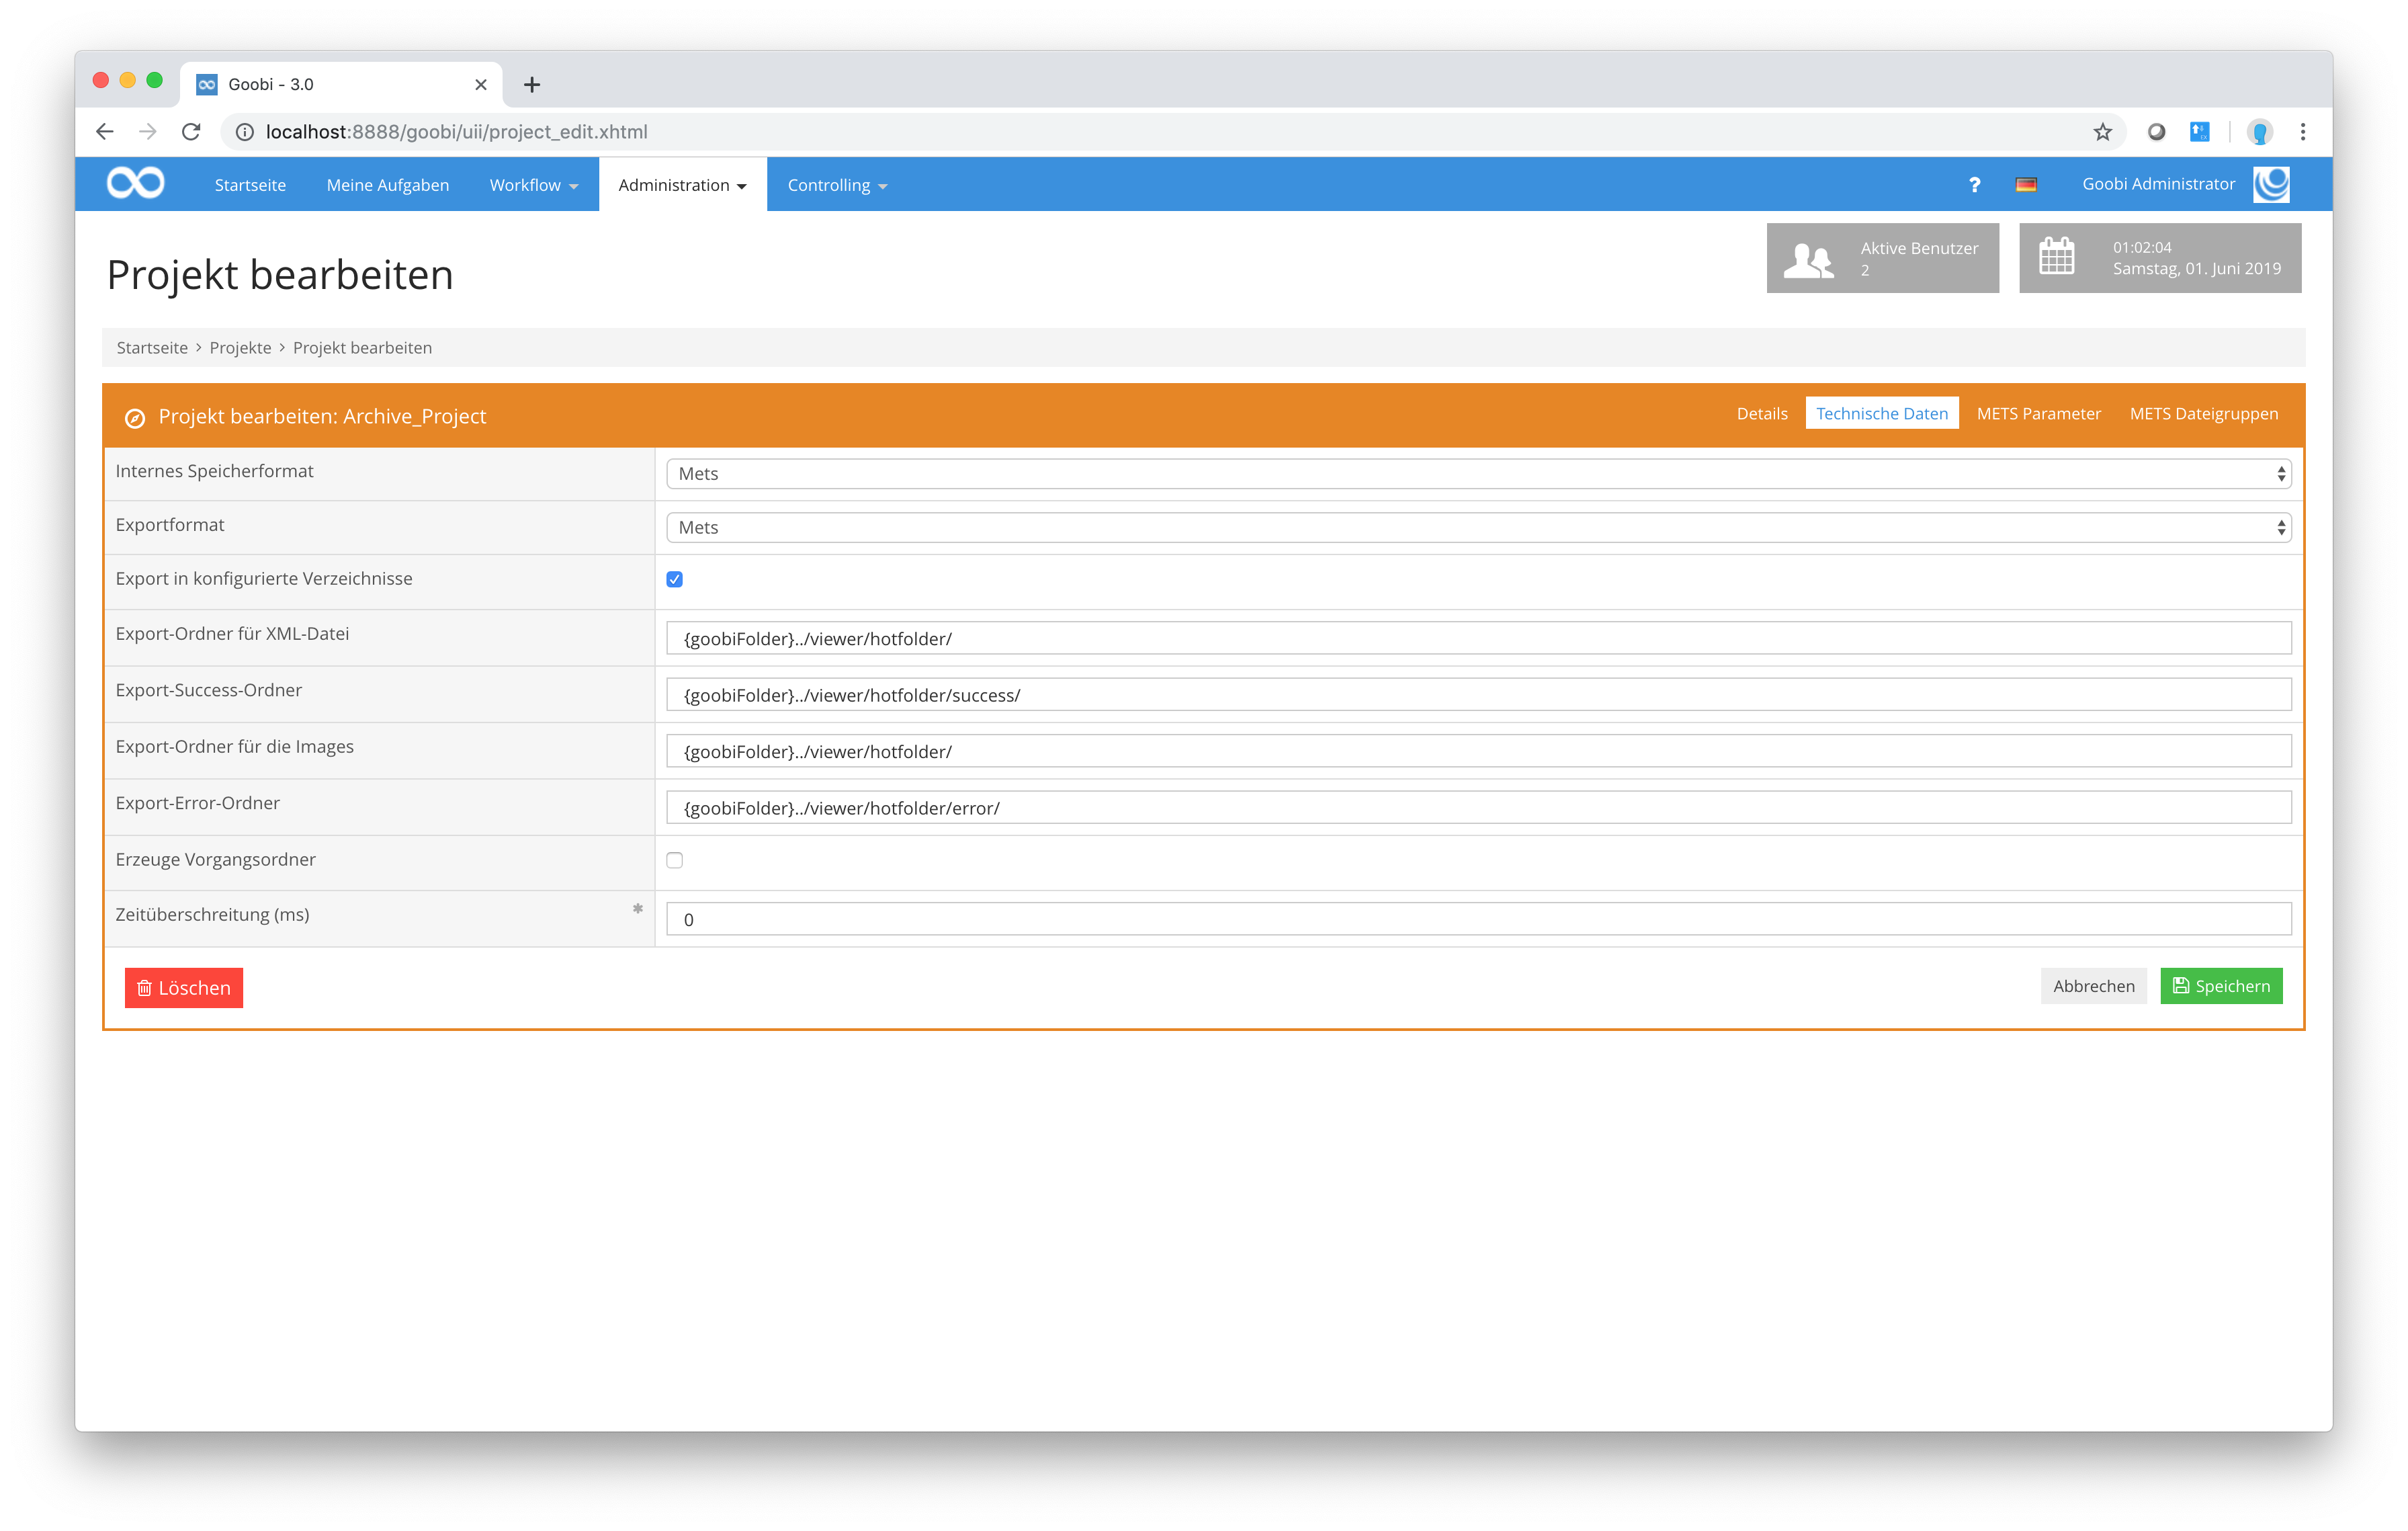 Goobi - 3.0
localhost:8888/goobi/uii/project_edit.xhtml
Startseite Meine Aufgaben Workflow Administration Controlling ? Goobi Administrator
Projekt bearbeiten
Aktive Benutzer
2
01:02:04
Samstag, 01. Juni 2019
Startseite > Projekte > Projekt bearbeiten
Projekt bearbeiten: Archive_Project
Details Technische Daten METS Parameter METS Dateigruppen
Internes Speicherformat Mets
Exportformat Mets
Export in konfigurierte Verzeichnisse
Export-Ordner für XML-Datei {goobiFolder}../viewer/hotfolder/
Export-Success-Ordner {goobiFolder}../viewer/hotfolder/success/
Export-Ordner für die Images {goobiFolder}../viewer/hotfolder/
Export-Error-Ordner {goobiFolder}../viewer/hotfolder/error/
Erzeuge Vorgangsordner
Zeitüberschreitung (ms) * 0
Löschen Abbrechen Speichern